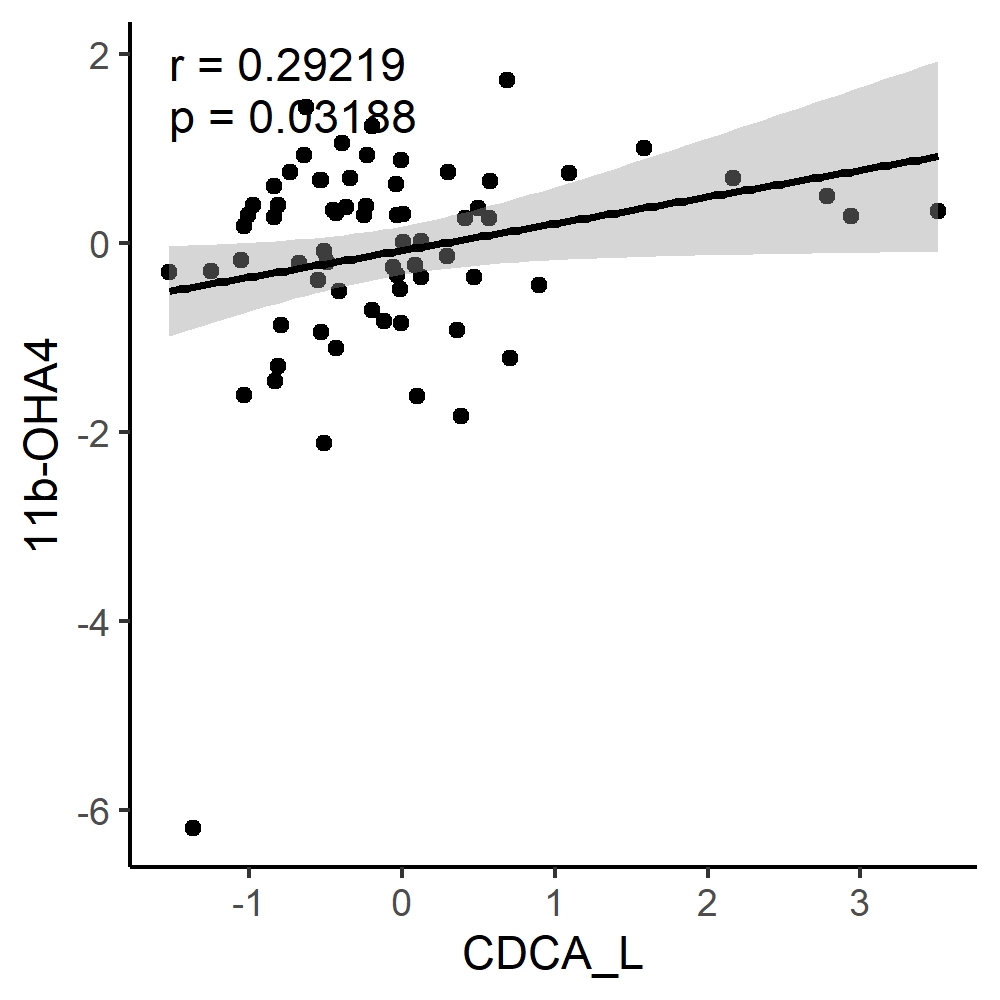 r = 0.29219
p = 0.03188
2
0
-2
-4
-6
11b-OHA4
-1 0 1 2 3
CDCA_L